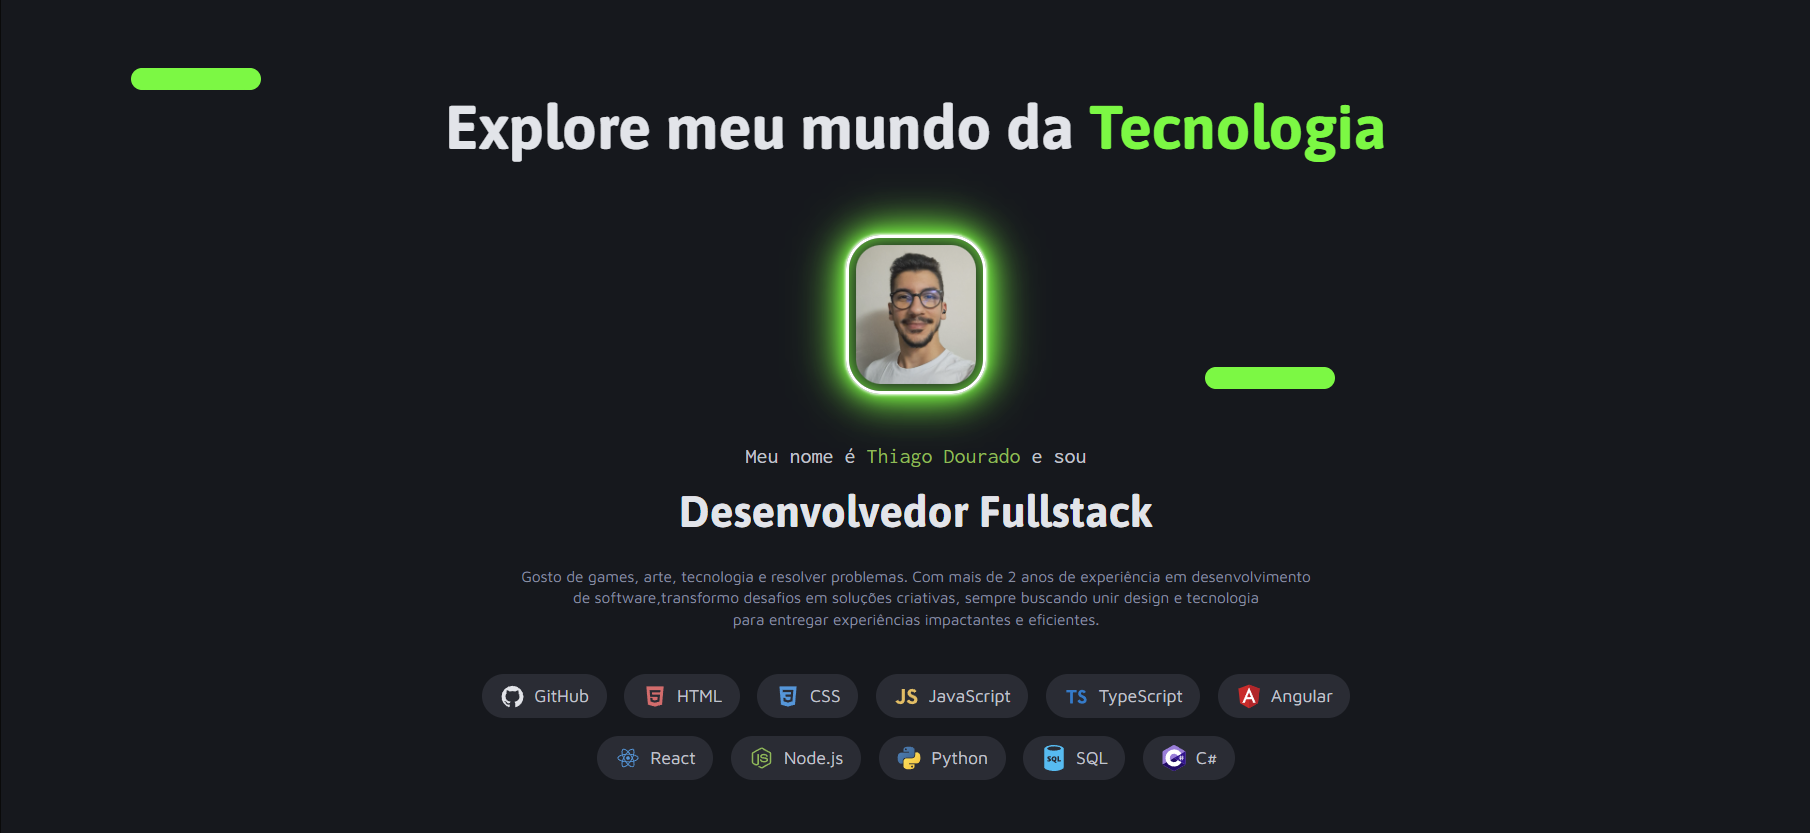 Explore meu mundo da Tecnologia
Meu nome é Thiago Dourado e sou
Desenvolvedor Fullstack
Gosto de games, arte, tecnologia e resolver problemas. Com mais de 2 anos de experiência em desenvolvimento
de software,transformo desafios em soluções criativas, sempre buscando unir design e tecnologia
para entregar experiências impactantes e eficientes.
GitHub
HTML
CSS
JS JavaScript
TS TypeScript
Angular
React
Node.js
Python
SQL SQL
C#